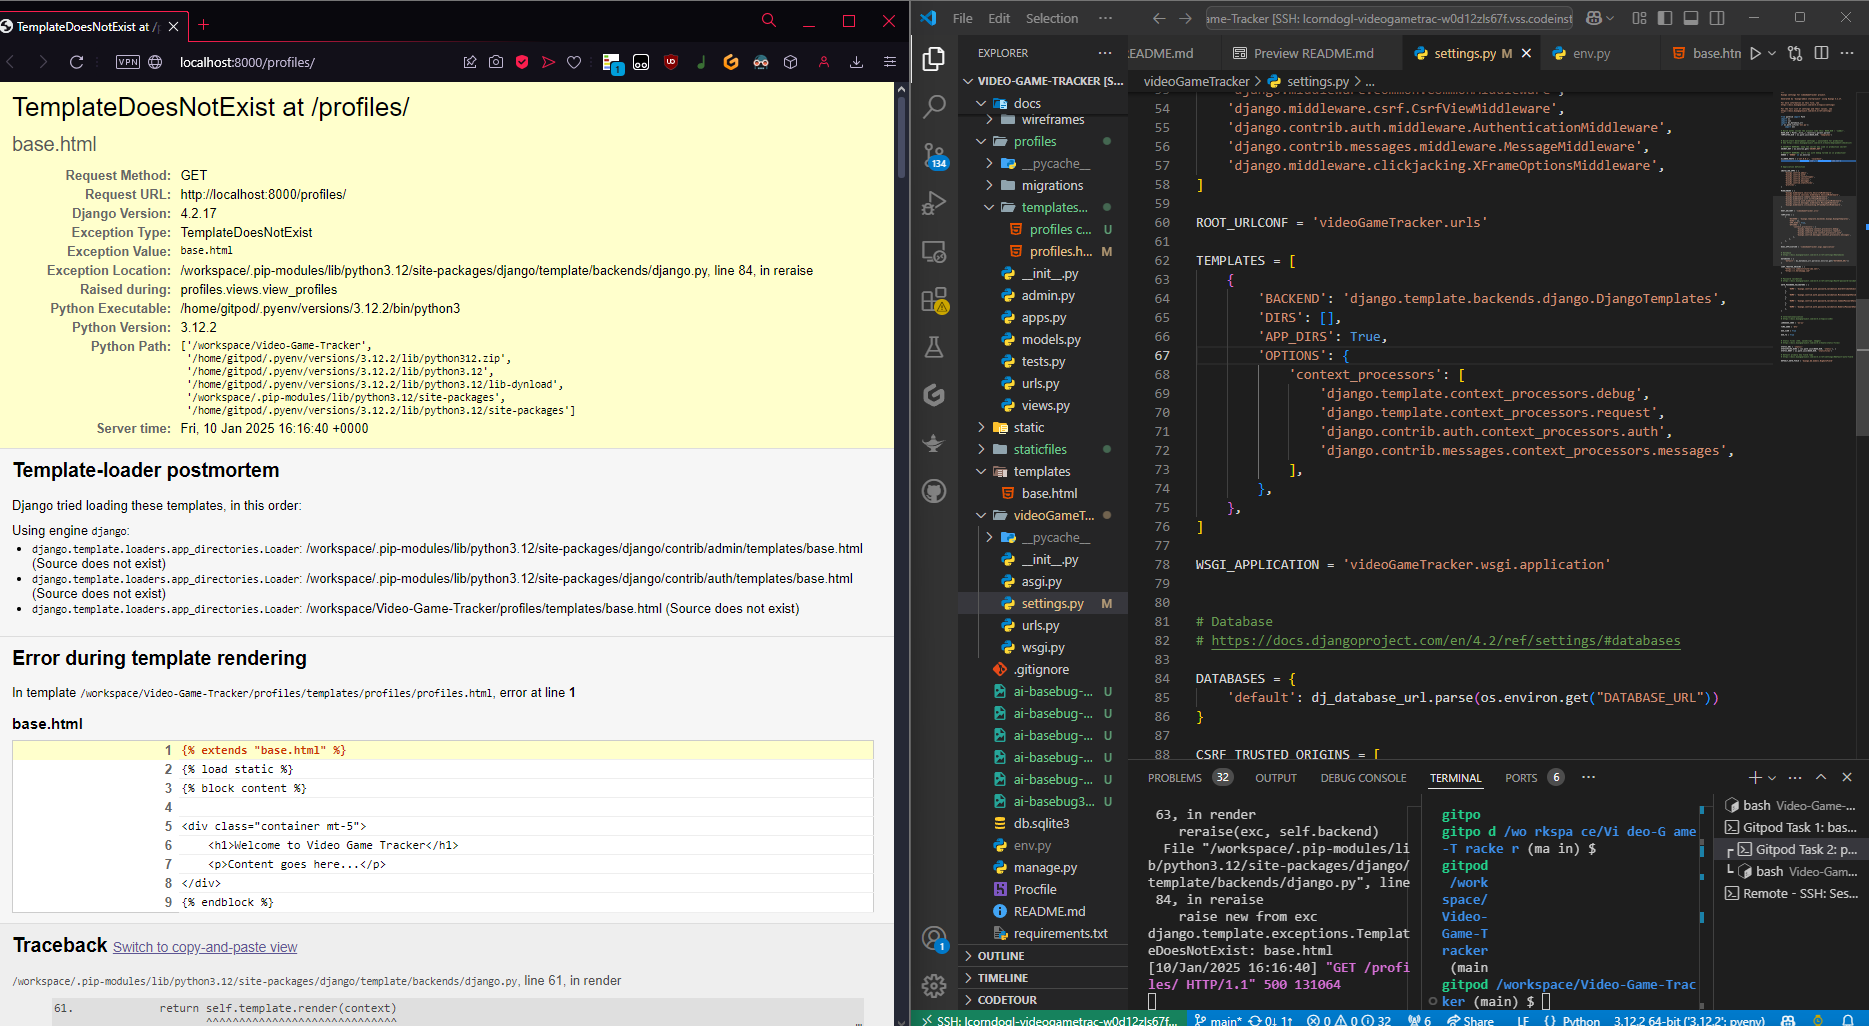 TemplateDoesNotExist at /p
VPN
localhost:8000/profiles/
1
TemplateDoesNotExist at /profiles/
base.html
Request Method: GET
Request URL: http://localhost:8000/profiles/
Django Version: 4.2.17
Exception Type: TemplateDoesNotExist
Exception Value: base.html
Exception Location: /workspace/.pip-modules/lib/python3.12/site-packages/django/template/backends/django.py, line 84, in reraise
Raised during: profiles.views.view_profiles
Python Executable: /home/gitpod/.pyenv/versions/3.12.2/bin/python3
Python Version: 3.12.2
Python Path: ['/workspace/Video-Game-Tracker',
'/home/gitpod/.pyenv/versions/3.12.2/lib/python312.zip',
'/home/gitpod/.pyenv/versions/3.12.2/lib/python3.12',
'/home/gitpod/.pyenv/versions/3.12.2/lib/python3.12/lib-dynload',
'/workspace/.pip-modules/lib/python3.12/site-packages',
'/home/gitpod/.pyenv/versions/3.12.2/lib/python3.12/site-packages']
Server time: Fri, 10 Jan 2025 16:16:40 +0000
Template-loader postmortem
Django tried loading these templates, in this order:
Using engine django:
• django.template.loaders.app_directories.Loader: /workspace/.pip-modules/lib/python3.12/site-packages/django/contrib/admin/templates/base.html
(Source does not exist)
• django.template.loaders.app_directories.Loader: /workspace/.pip-modules/lib/python3.12/site-packages/django/contrib/auth/templates/base.html
(Source does not exist)
• django.template.loaders.app_directories.Loader: /workspace/Video-Game-Tracker/profiles/templates/base.html (Source does not exist)
Error during template rendering
In template /workspace/Video-Game-Tracker/profiles/templates/profiles/profiles.html, error at line 1
base.html
1 {% extends "base.html" %}
2 {% load static %}
3 {% block content %}
4
5 <div class="container mt-5">
6 <h1>Welcome to Video Game Tracker</h1>
7 <p>Content goes here...</p>
8 </div>
9 {% endblock %}
Traceback Switch to copy-and-paste view
/workspace/.pip-modules/lib/python3.12/site-packages/django/template/backends/django.py, line 61, in render
61. return self.template.render(context)
^^^^^^^^^^^^^^^^^^^^^^^^^^^^^
File Edit Selection ···
ame-Tracker [SSH: lcorndogl-videogametrac-w0d12zls67f.vss.codeinst
EXPLORER ···
VIDEO-GAME-TRACKER [S...
docs
wireframes
profiles
__pycache__
migrations
templates...
profiles c... U
profiles.h... M
__init__.py
admin.py
apps.py
models.py
tests.py
urls.py
views.py
static
staticfiles
templates
base.html
videoGameT...
__pycache__
__init__.py
asgi.py
settings.py M
urls.py
wsgi.py
.gitignore
ai-basebug-... U
ai-basebug-... U
ai-basebug-... U
ai-basebug-... U
ai-basebug-... U
ai-basebug3... U
db.sqlite3
env.py
manage.py
Procfile
README.md
requirements.txt
OUTLINE
TIMELINE
CODETOUR
134
1
EADME.md Preview README.md settings.py M env.py base.htn
videoGameTracker > settings.py > ...
'django.middleware.common.CommonMiddleware',
54 'django.middleware.csrf.CsrfViewMiddleware',
55 'django.contrib.auth.middleware.AuthenticationMiddleware',
56 'django.contrib.messages.middleware.MessageMiddleware',
57 'django.middleware.clickjacking.XFrameOptionsMiddleware',
58 ]
59
60 ROOT_URLCONF = 'videoGameTracker.urls'
61
62 TEMPLATES = [
63 {
64 'BACKEND': 'django.template.backends.django.DjangoTemplates',
65 'DIRS': [],
66 'APP_DIRS': True,
67 'OPTIONS': {
68 'context_processors': [
69 'django.template.context_processors.debug',
70 'django.template.context_processors.request',
71 'django.contrib.auth.context_processors.auth',
72 'django.contrib.messages.context_processors.messages',
73 ],
74 },
75 },
76 ]
77
78 WSGI_APPLICATION = 'videoGameTracker.wsgi.application'
79
80
81 # Database
82 # https://docs.djangoproject.com/en/4.2/ref/settings/#databases
83
84 DATABASES = {
85 'default': dj_database_url.parse(os.environ.get("DATABASE_URL"))
86 }
87
88 CSRF_TRUSTED_ORIGINS = [
PROBLEMS 32 OUTPUT DEBUG CONSOLE TERMINAL PORTS 6 ···
63, in render
reraise(exc, self.backend)
File "/workspace/.pip-modules/li
b/python3.12/site-packages/django/
template/backends/django.py", line
84, in reraise
raise new from exc
django.template.exceptions.Templat
eDoesNotExist: base.html
[10/Jan/2025 16:16:40] "GET /profi
les/ HTTP/1.1" 500 131064
gitpo
gitpo d /wo rkspa ce/Vi deo-G ame
-T racke r (ma in) $
gitpod
/work
space/
Video-
Game-T
racker
(main
gitpod /workspace/Video-Game-Trac
ker (main) $
bash Video-Game-...
Gitpod Task 1: bas...
Gitpod Task 2: p...
bash Video-Gam...
Remote - SSH: Ses...
SSH: lcorndogl-videogametrac-w0d12zls67f... main* 0↓ 1↑ 0 0 32 6 Share LF {} Python 3.12.2 64-bit ('3.12.2': pyenv)